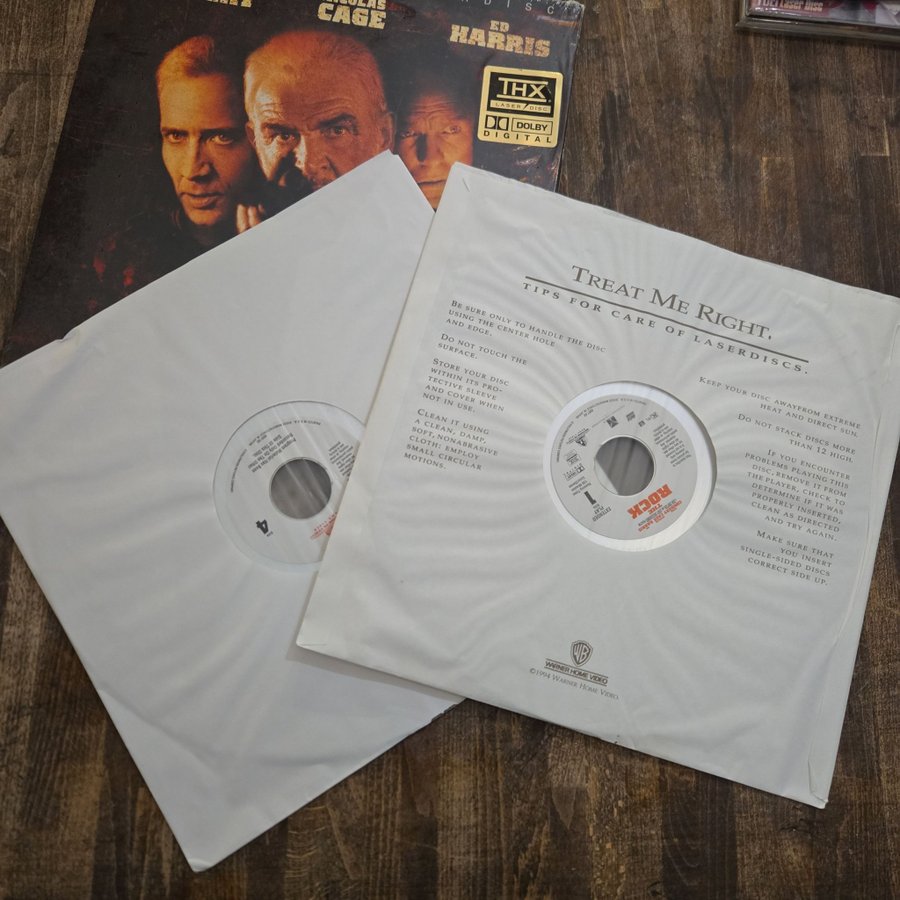 NICOLAS
CAGE
ED
HARRIS
THX
LASER DISC
DOLBY
DIGITAL
TREAT ME RIGHT.
TIPS FOR CARE OF LASERDISCS.
BE SURE ONLY TO HANDLE THE DISC
USING THE CENTER HOLE
AND EDGE.
DO NOT TOUCH THE
SURFACE.
STORE YOUR DISC
WITHIN ITS PRO-
TECTIVE SLEEVE
AND COVER WHEN
NOT IN USE.
CLEAN IT USING
A CLEAN, DAMP,
SOFT, NONABRASIVE
CLOTH: EMPLOY
SMALL CIRCULAR
MOTIONS.
KEEP YOUR DISC AWAYFROM EXTREME
HEAT AND DIRECT SUN.
DO NOT STACK DISCS MORE
THAN 12 HIGH.
IF YOU ENCOUNTER
PROBLEMS PLAYING THIS
DISC, REMOVE IT FROM
THE PLAYER, CHECK TO
DETERMINE IF IT WAS
PROPERLY INSERTED,
CLEAN AS DIRECTED
AND TRY AGAIN.
MAKE SURE THAT
YOU INSERT
SINGLE-SIDED DISCS
CORRECT SIDE UP.
THE
ROCK
1
EXTENDED
PLAY
4
WB
WARNER HOME VIDEO
©1994 WARNER HOME VIDEO.